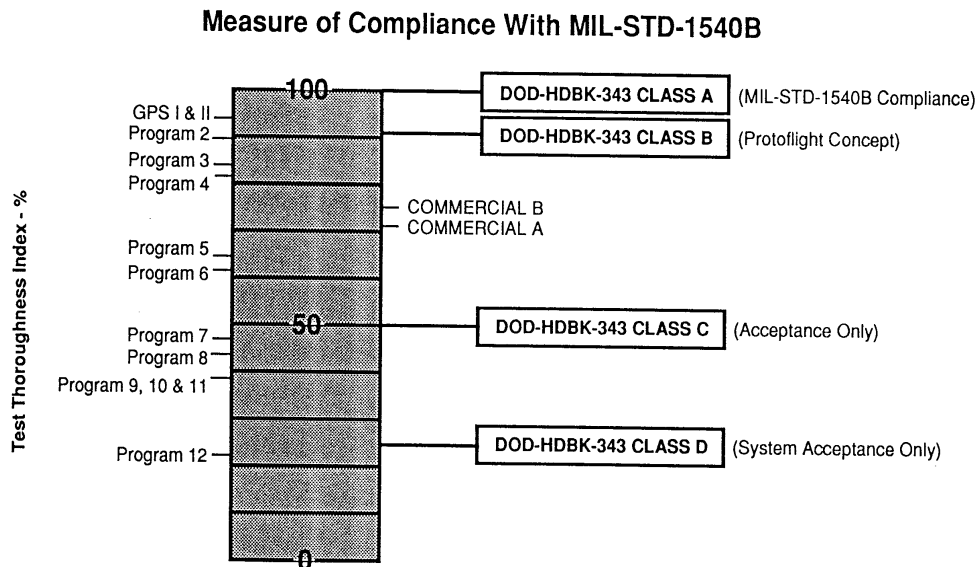 Measure of Compliance With MIL-STD-1540B
Test Thoroughness Index - %
100
DOD-HDBK-343 CLASS A (MIL-STD-1540B Compliance)
GPS I & II
Program 2
DOD-HDBK-343 CLASS B (Protoflight Concept)
Program 3
Program 4
COMMERCIAL B
COMMERCIAL A
Program 5
Program 6
50
DOD-HDBK-343 CLASS C (Acceptance Only)
Program 7
Program 8
Program 9, 10 & 11
DOD-HDBK-343 CLASS D (System Acceptance Only)
Program 12
0